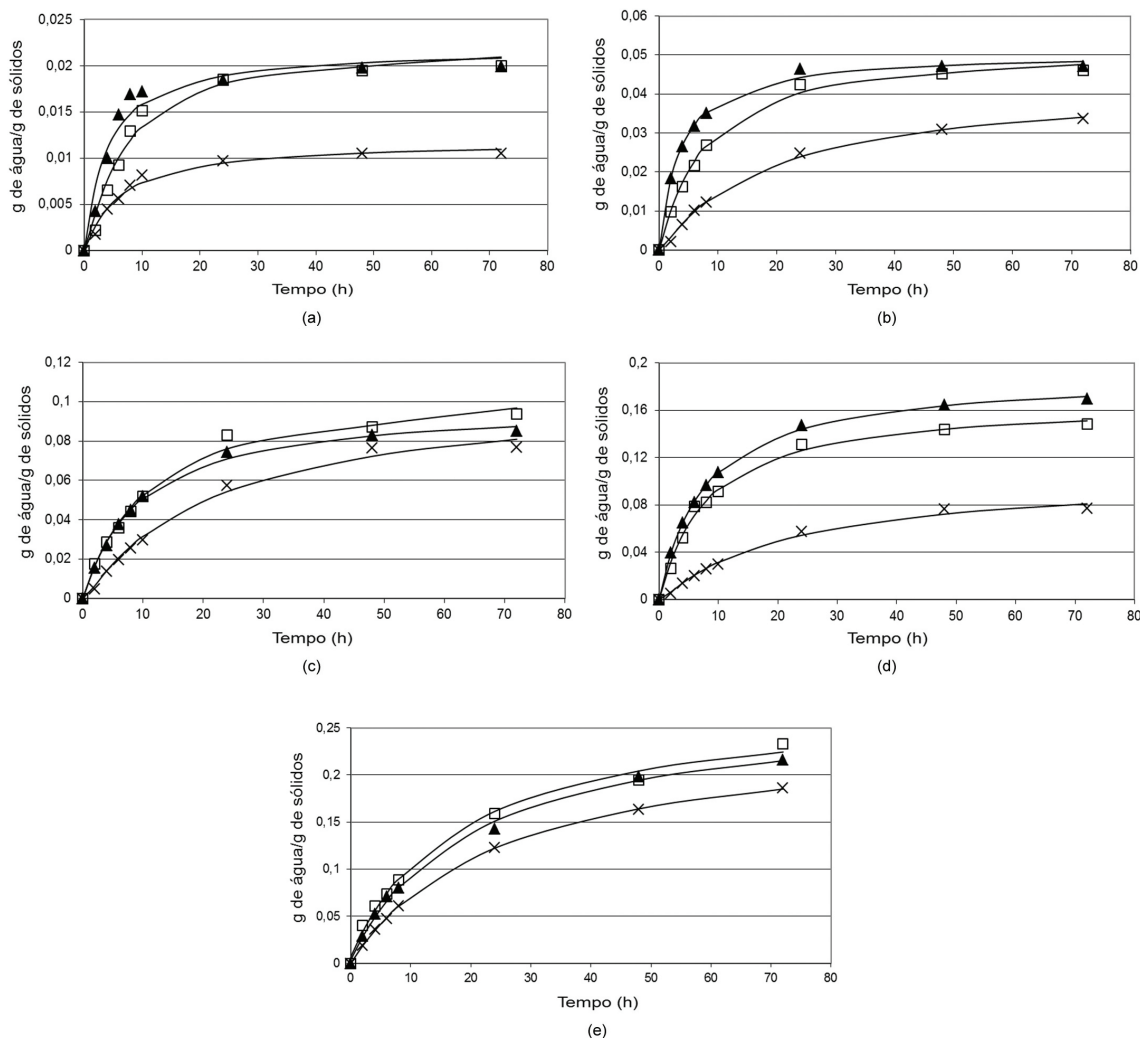 g de água/g de sólidos
0,025
0,02
0,015
0,01
0,005
0
0 10 20 30 40 50 60 70 80
Tempo (h)
(a)
g de água/g de sólidos
0,06
0,05
0,04
0,03
0,02
0,01
0
0 10 20 30 40 50 60 70 80
Tempo (h)
(b)
g de água/g de sólidos
0,12
0,1
0,08
0,06
0,04
0,02
0
0 10 20 30 40 50 60 70 80
Tempo (h)
(c)
g de água/g de sólidos
0,2
0,16
0,12
0,08
0,04
0
0 10 20 30 40 50 60 70 80
Tempo (h)
(d)
g de água/g de sólidos
0,25
0,2
0,15
0,1
0,05
0
0 10 20 30 40 50 60 70 80
Tempo (h)
(e)